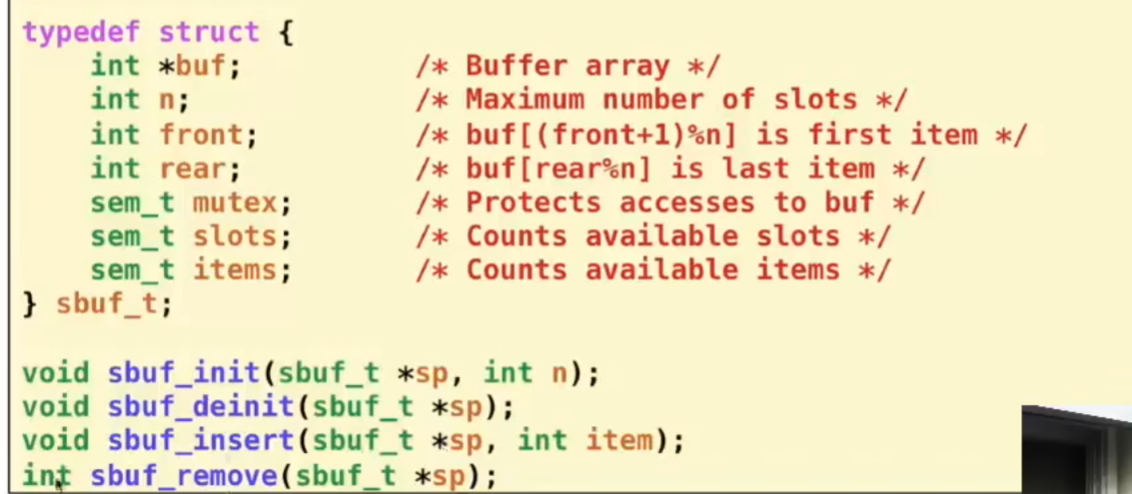 typedef struct {
    int *buf;          /* Buffer array */
    int n;             /* Maximum number of slots */
    int front;         /* buf[(front+1)%n] is first item */
    int rear;          /* buf[rear%n] is last item */
    sem_t mutex;       /* Protects accesses to buf */
    sem_t slots;       /* Counts available slots */
    sem_t items;       /* Counts available items */
} sbuf_t;

void sbuf_init(sbuf_t *sp, int n);
void sbuf_deinit(sbuf_t *sp);
void sbuf_insert(sbuf_t *sp, int item);
int sbuf_remove(sbuf_t *sp);